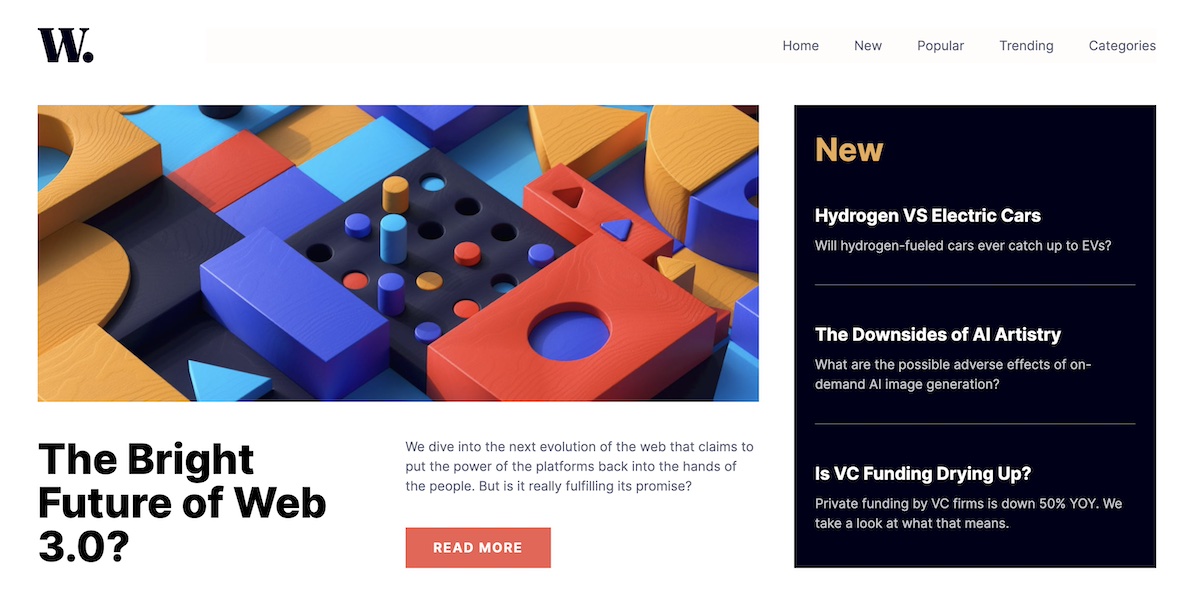 W.
Home New Popular Trending Categories
The Bright
Future of Web
3.0?
We dive into the next evolution of the web that claims to
put the power of the platforms back into the hands of
the people. But is it really fulfilling its promise?
READ MORE
New
Hydrogen VS Electric Cars
Will hydrogen-fueled cars ever catch up to EVs?
The Downsides of AI Artistry
What are the possible adverse effects of on-
demand AI image generation?
Is VC Funding Drying Up?
Private funding by VC firms is down 50% YOY. We
take a look at what that means.